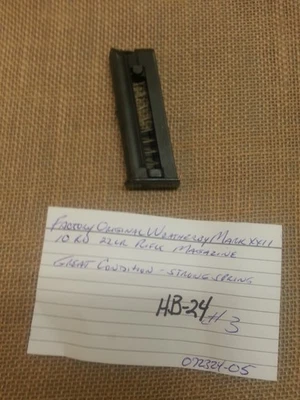 Factory Original Weatherby Mark XXII
10 RD 22LR Rifle Magazine
Great Condition - Strong Spring
HB-24
#3
072324-05